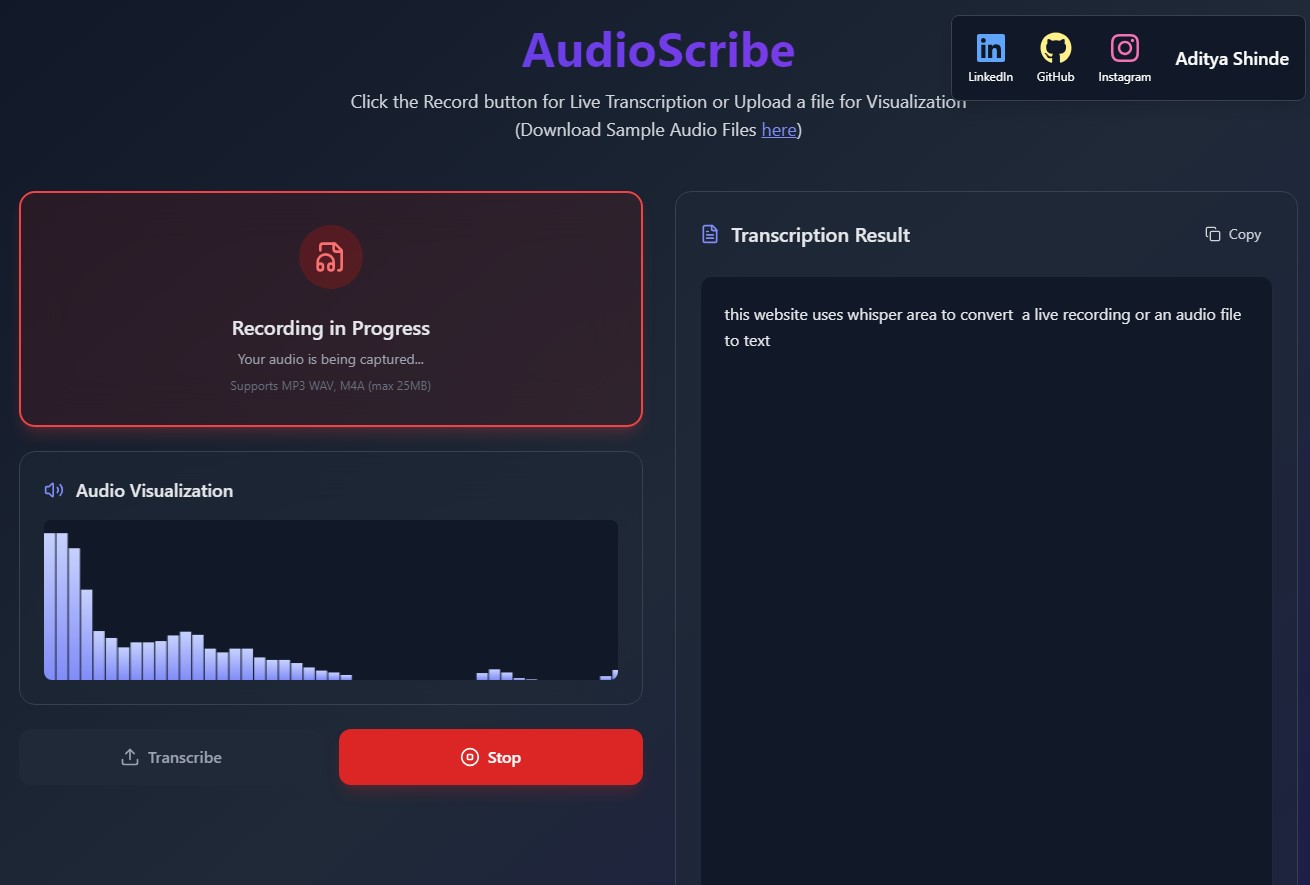 AudioScribe
LinkedIn
GitHub
Instagram
Aditya Shinde
Click the Record button for Live Transcription or Upload a file for Visualization
(Download Sample Audio Files here)
Recording in Progress
Your audio is being captured...
Supports MP3 WAV, M4A (max 25MB)
Audio Visualization
Transcribe
Stop
Transcription Result
Copy
this website uses whisper area to convert  a live recording or an audio file
to text